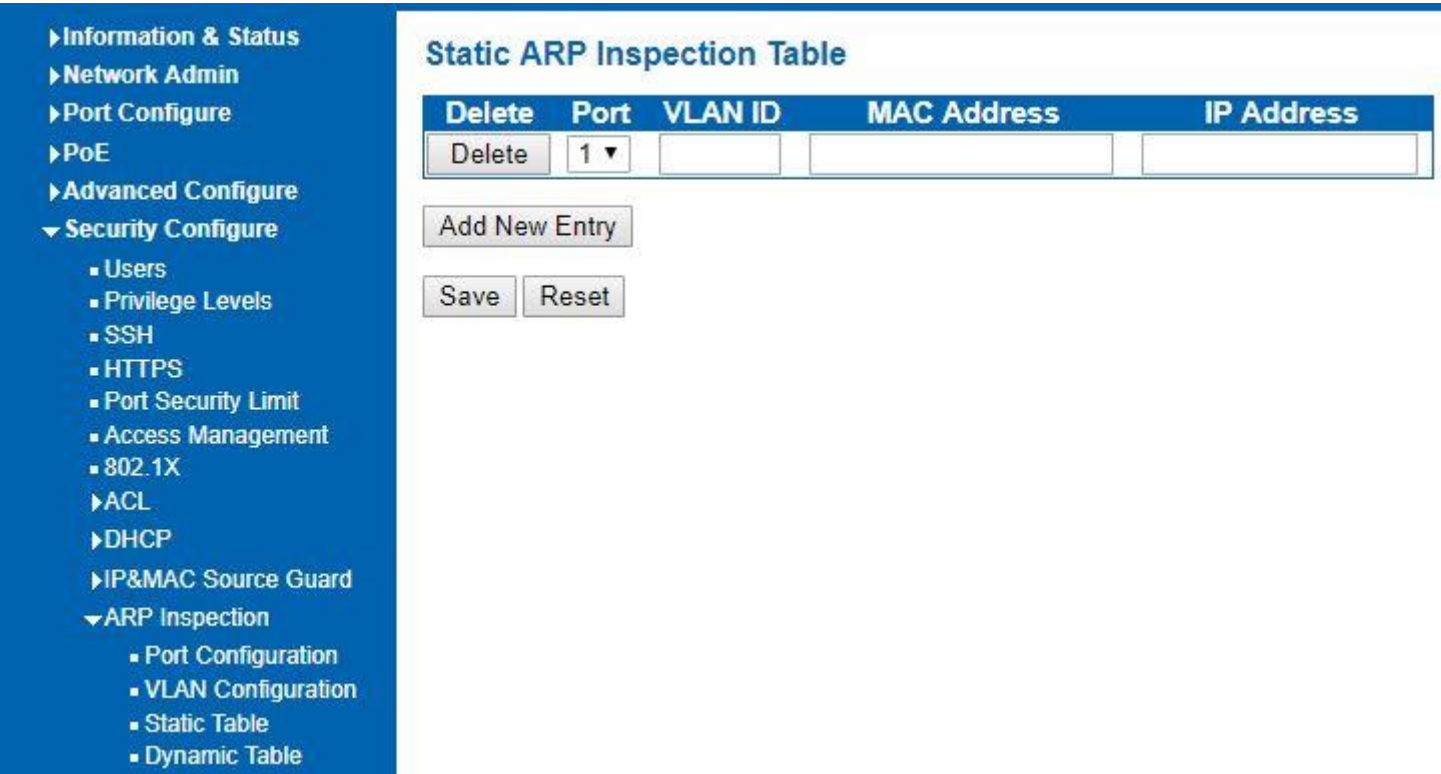 Information & Status
Network Admin
Port Configure
PoE
Advanced Configure
Security Configure
Users
Privilege Levels
SSH
HTTPS
Port Security Limit
Access Management
802.1X
ACL
DHCP
IP&MAC Source Guard
ARP Inspection
Port Configuration
VLAN Configuration
Static Table
Dynamic Table
Static ARP Inspection Table
Delete Port VLAN ID MAC Address IP Address
Delete 1
Add New Entry
Save Reset